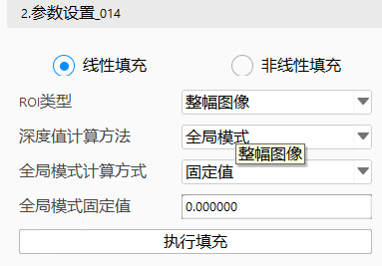 2.参数设置_014
线性填充 非线性填充
ROI类型 整幅图像
深度值计算方法 全局模式
整幅图像
全局模式计算方式 固定值
全局模式固定值 0.000000
执行填充